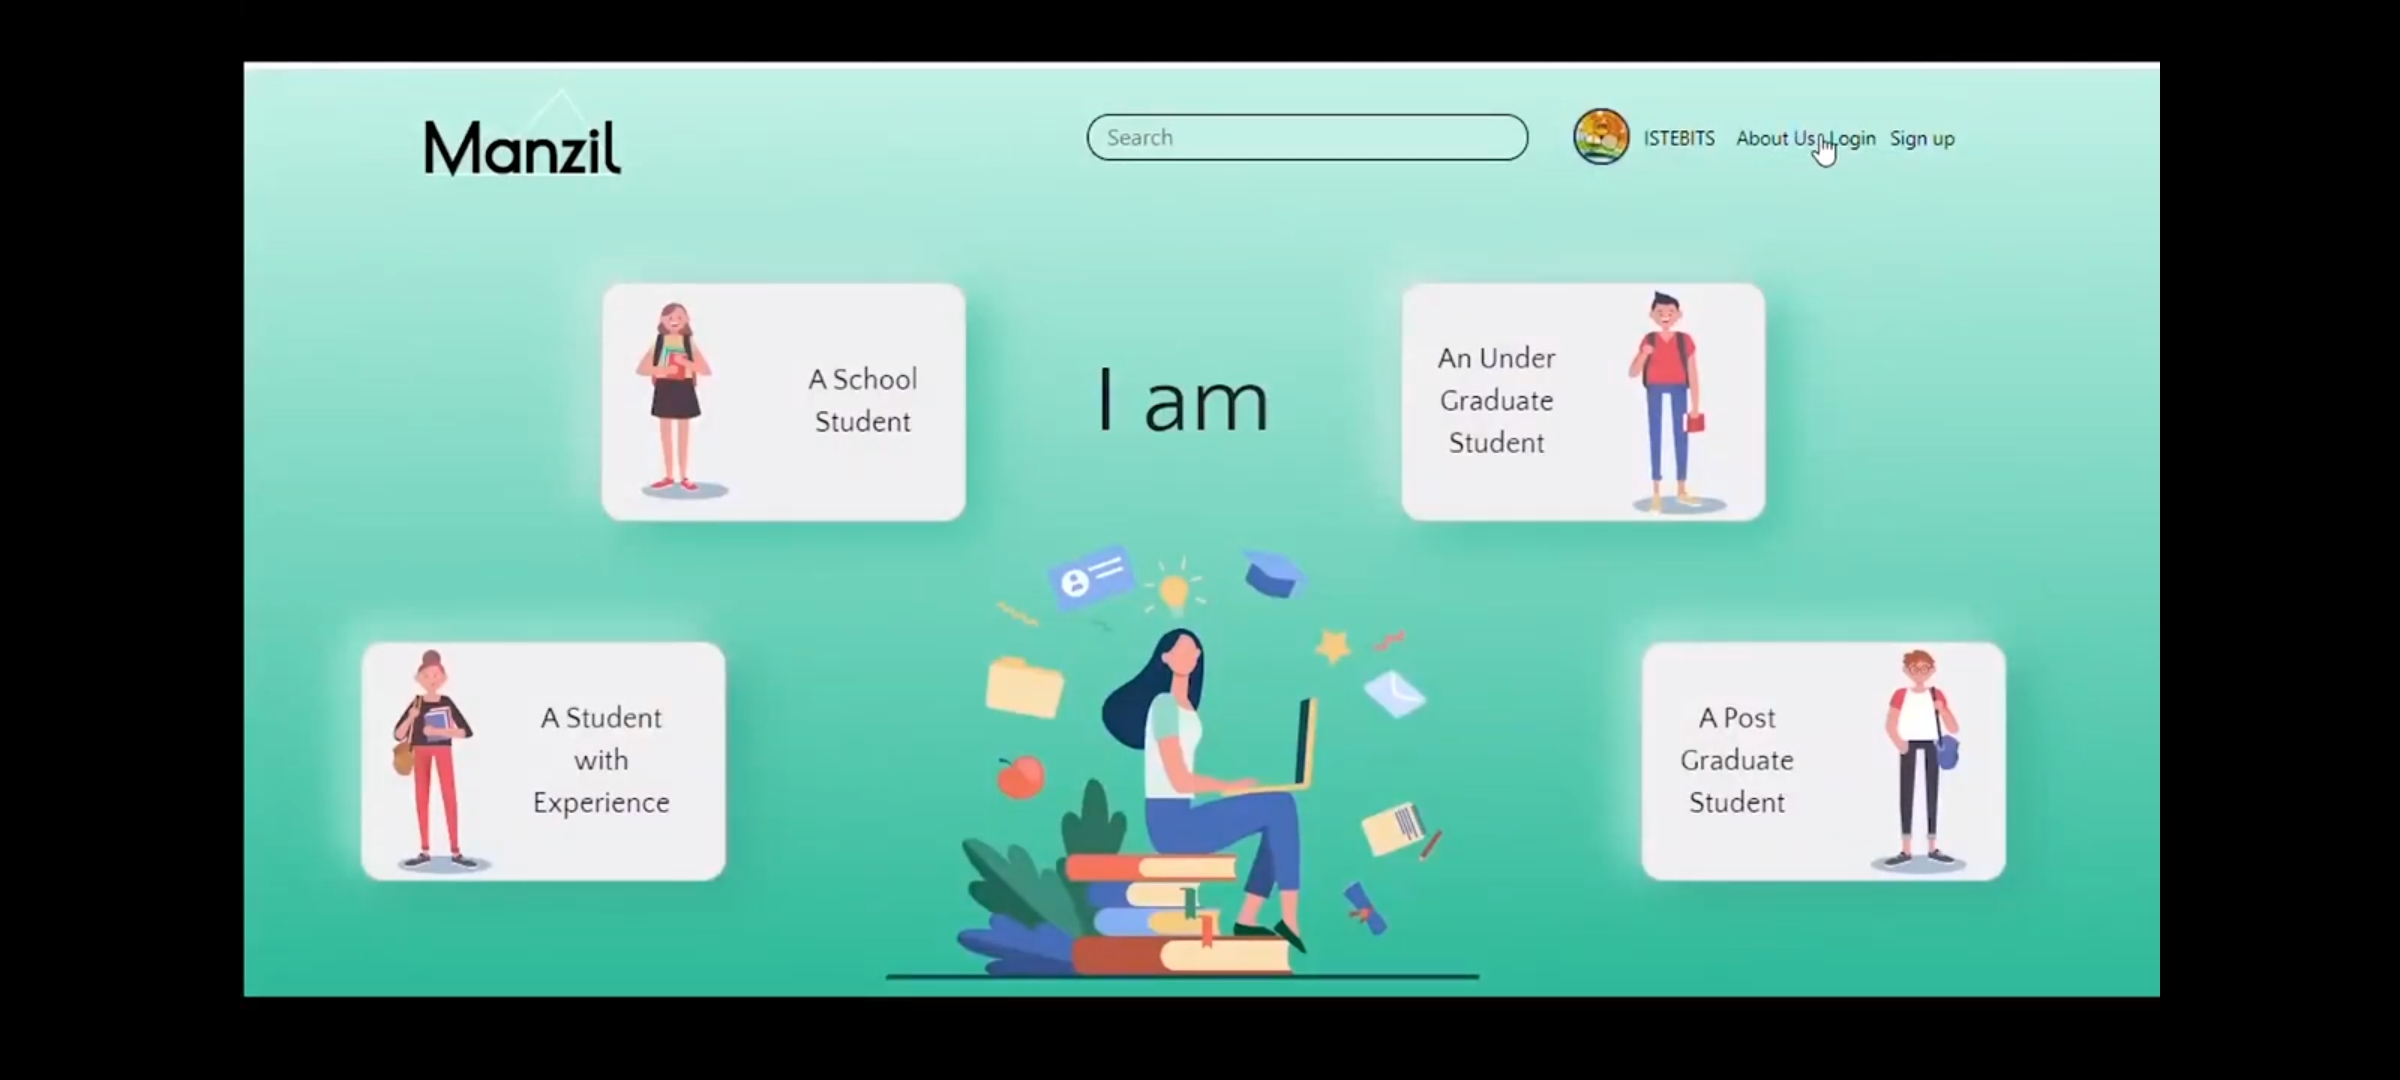 Manzil
Search
ISTEBITS About Us Login Sign up
A School
Student
I am
An Under
Graduate
Student
A Student
with
Experience
A Post
Graduate
Student